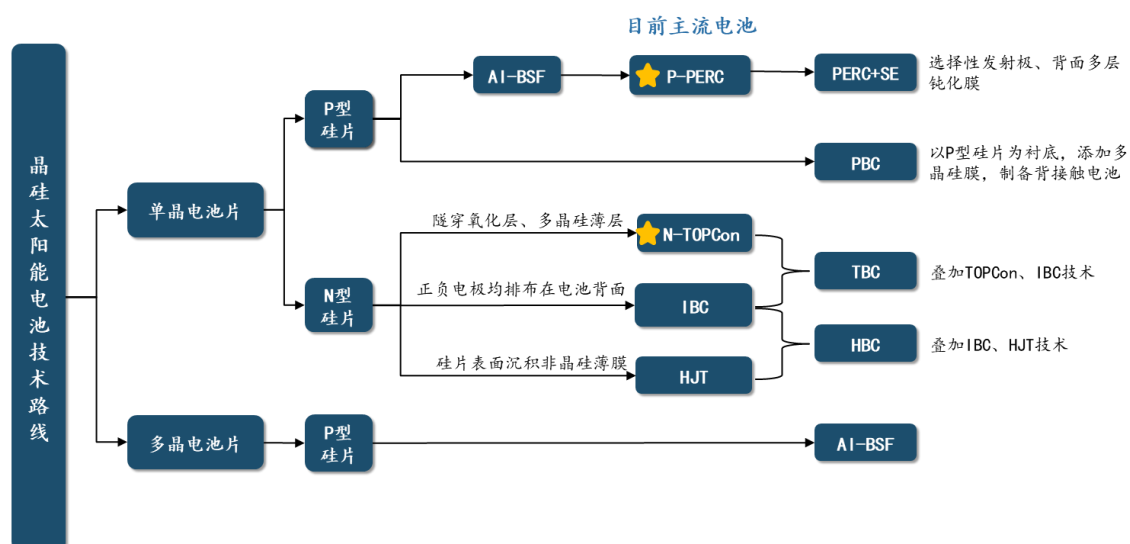 目前主流电池
晶硅太阳能电池技术路线
单晶电池片
P型
硅片
AI-BSF
P-PERC
PERC+SE
选择性发射极、背面多层
钝化膜
PBC
以P型硅片为衬底，添加多
晶硅膜，制备背接触电池
N型
硅片
隧穿氧化层、多晶硅薄层
N-TOPCon
正负电极均排布在电池背面
IBC
硅片表面沉积非晶硅薄膜
HJT
TBC
叠加TOPCon、IBC技术
HBC
叠加IBC、HJT技术
多晶电池片
P型
硅片
AI-BSF